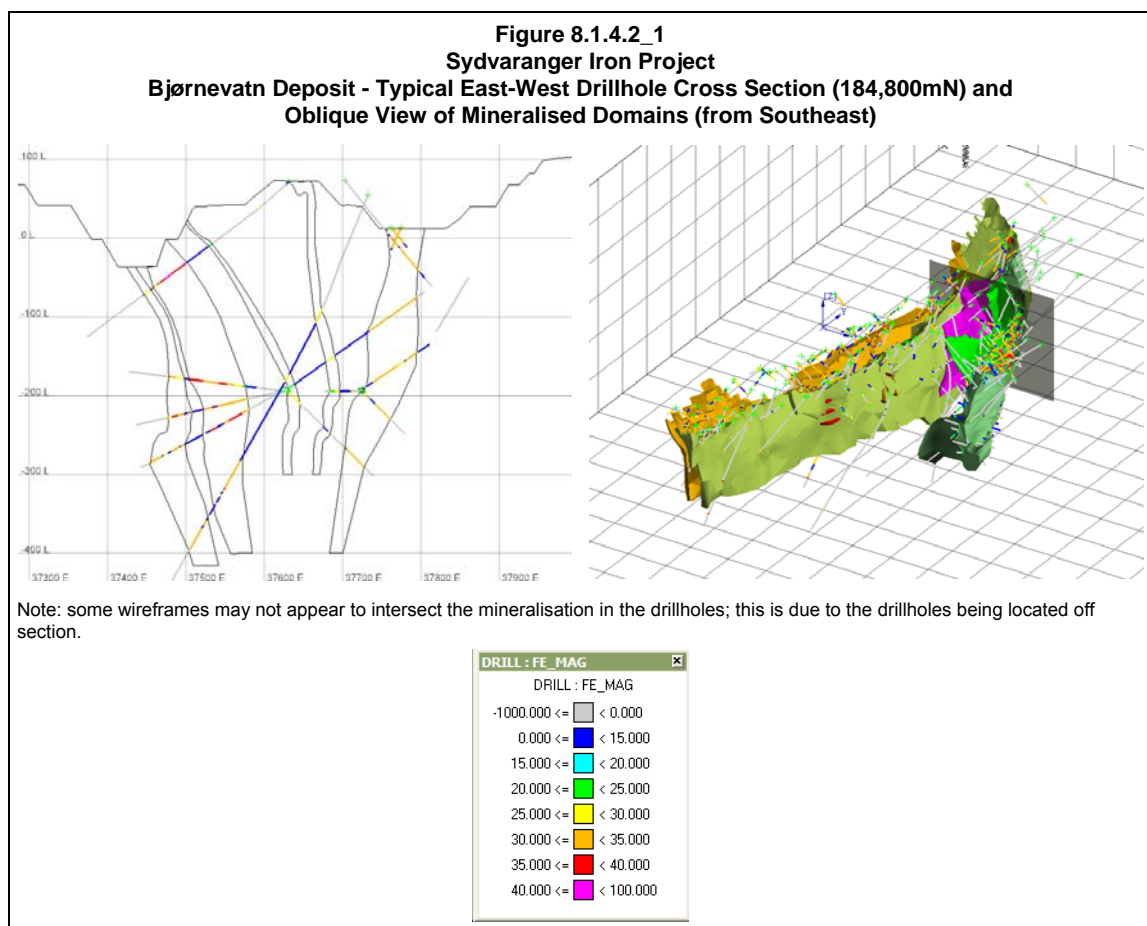 Figure 8.1.4.2_1
Sydvaranger Iron Project
Bjørnevatn Deposit - Typical East-West Drillhole Cross Section (184,800mN) and
Oblique View of Mineralised Domains (from Southeast)
100 L
0 L
-100 L
-200 L
-300 L
-400 L
37300 E 37400 E 37500 E 37600 E 37700 E 37800 E 37900 E
[Z]
Y
Note: some wireframes may not appear to intersect the mineralisation in the drillholes; this is due to the drillholes being located off
section.
DRILL : FE_MAG
DRILL : FE_MAG
-1000.000 <= < 0.000
0.000 <= < 15.000
15.000 <= < 20.000
20.000 <= < 25.000
25.000 <= < 30.000
30.000 <= < 35.000
35.000 <= < 40.000
40.000 <= < 100.000